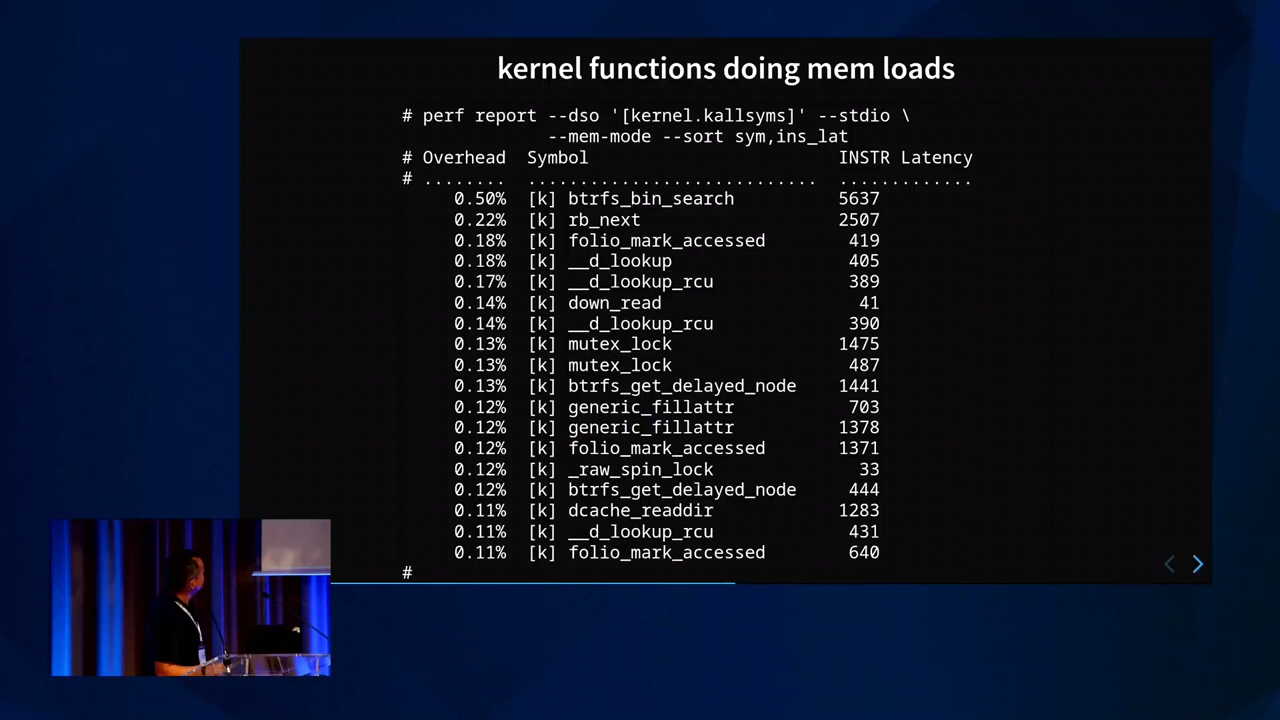 kernel functions doing mem loads
# perf report --dso '[kernel.kallsyms]' --stdio \
--mem-mode --sort sym,ins_lat
# Overhead  Symbol  INSTR Latency
# ........  ............................  .............
0.50%  [k] btrfs_bin_search  5637
0.22%  [k] rb_next  2507
0.18%  [k] folio_mark_accessed  419
0.18%  [k] __d_lookup  405
0.17%  [k] __d_lookup_rcu  389
0.14%  [k] down_read  41
0.14%  [k] __d_lookup_rcu  390
0.13%  [k] mutex_lock  1475
0.13%  [k] mutex_lock  487
0.13%  [k] btrfs_get_delayed_node  1441
0.12%  [k] generic_fillattr  703
0.12%  [k] generic_fillattr  1378
0.12%  [k] folio_mark_accessed  1371
0.12%  [k] _raw_spin_lock  33
0.12%  [k] btrfs_get_delayed_node  444
0.11%  [k] dcache_readdir  1283
0.11%  [k] __d_lookup_rcu  431
0.11%  [k] folio_mark_accessed  640
#